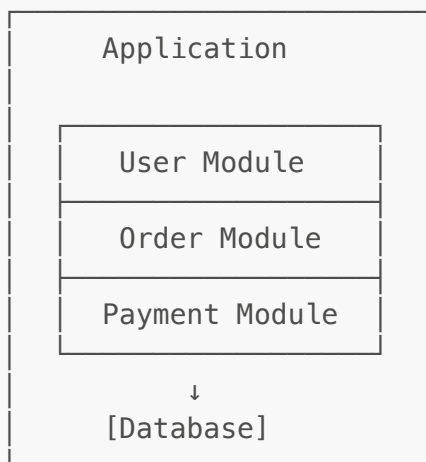 Application
User Module
Order Module
Payment Module
↓
[Database]